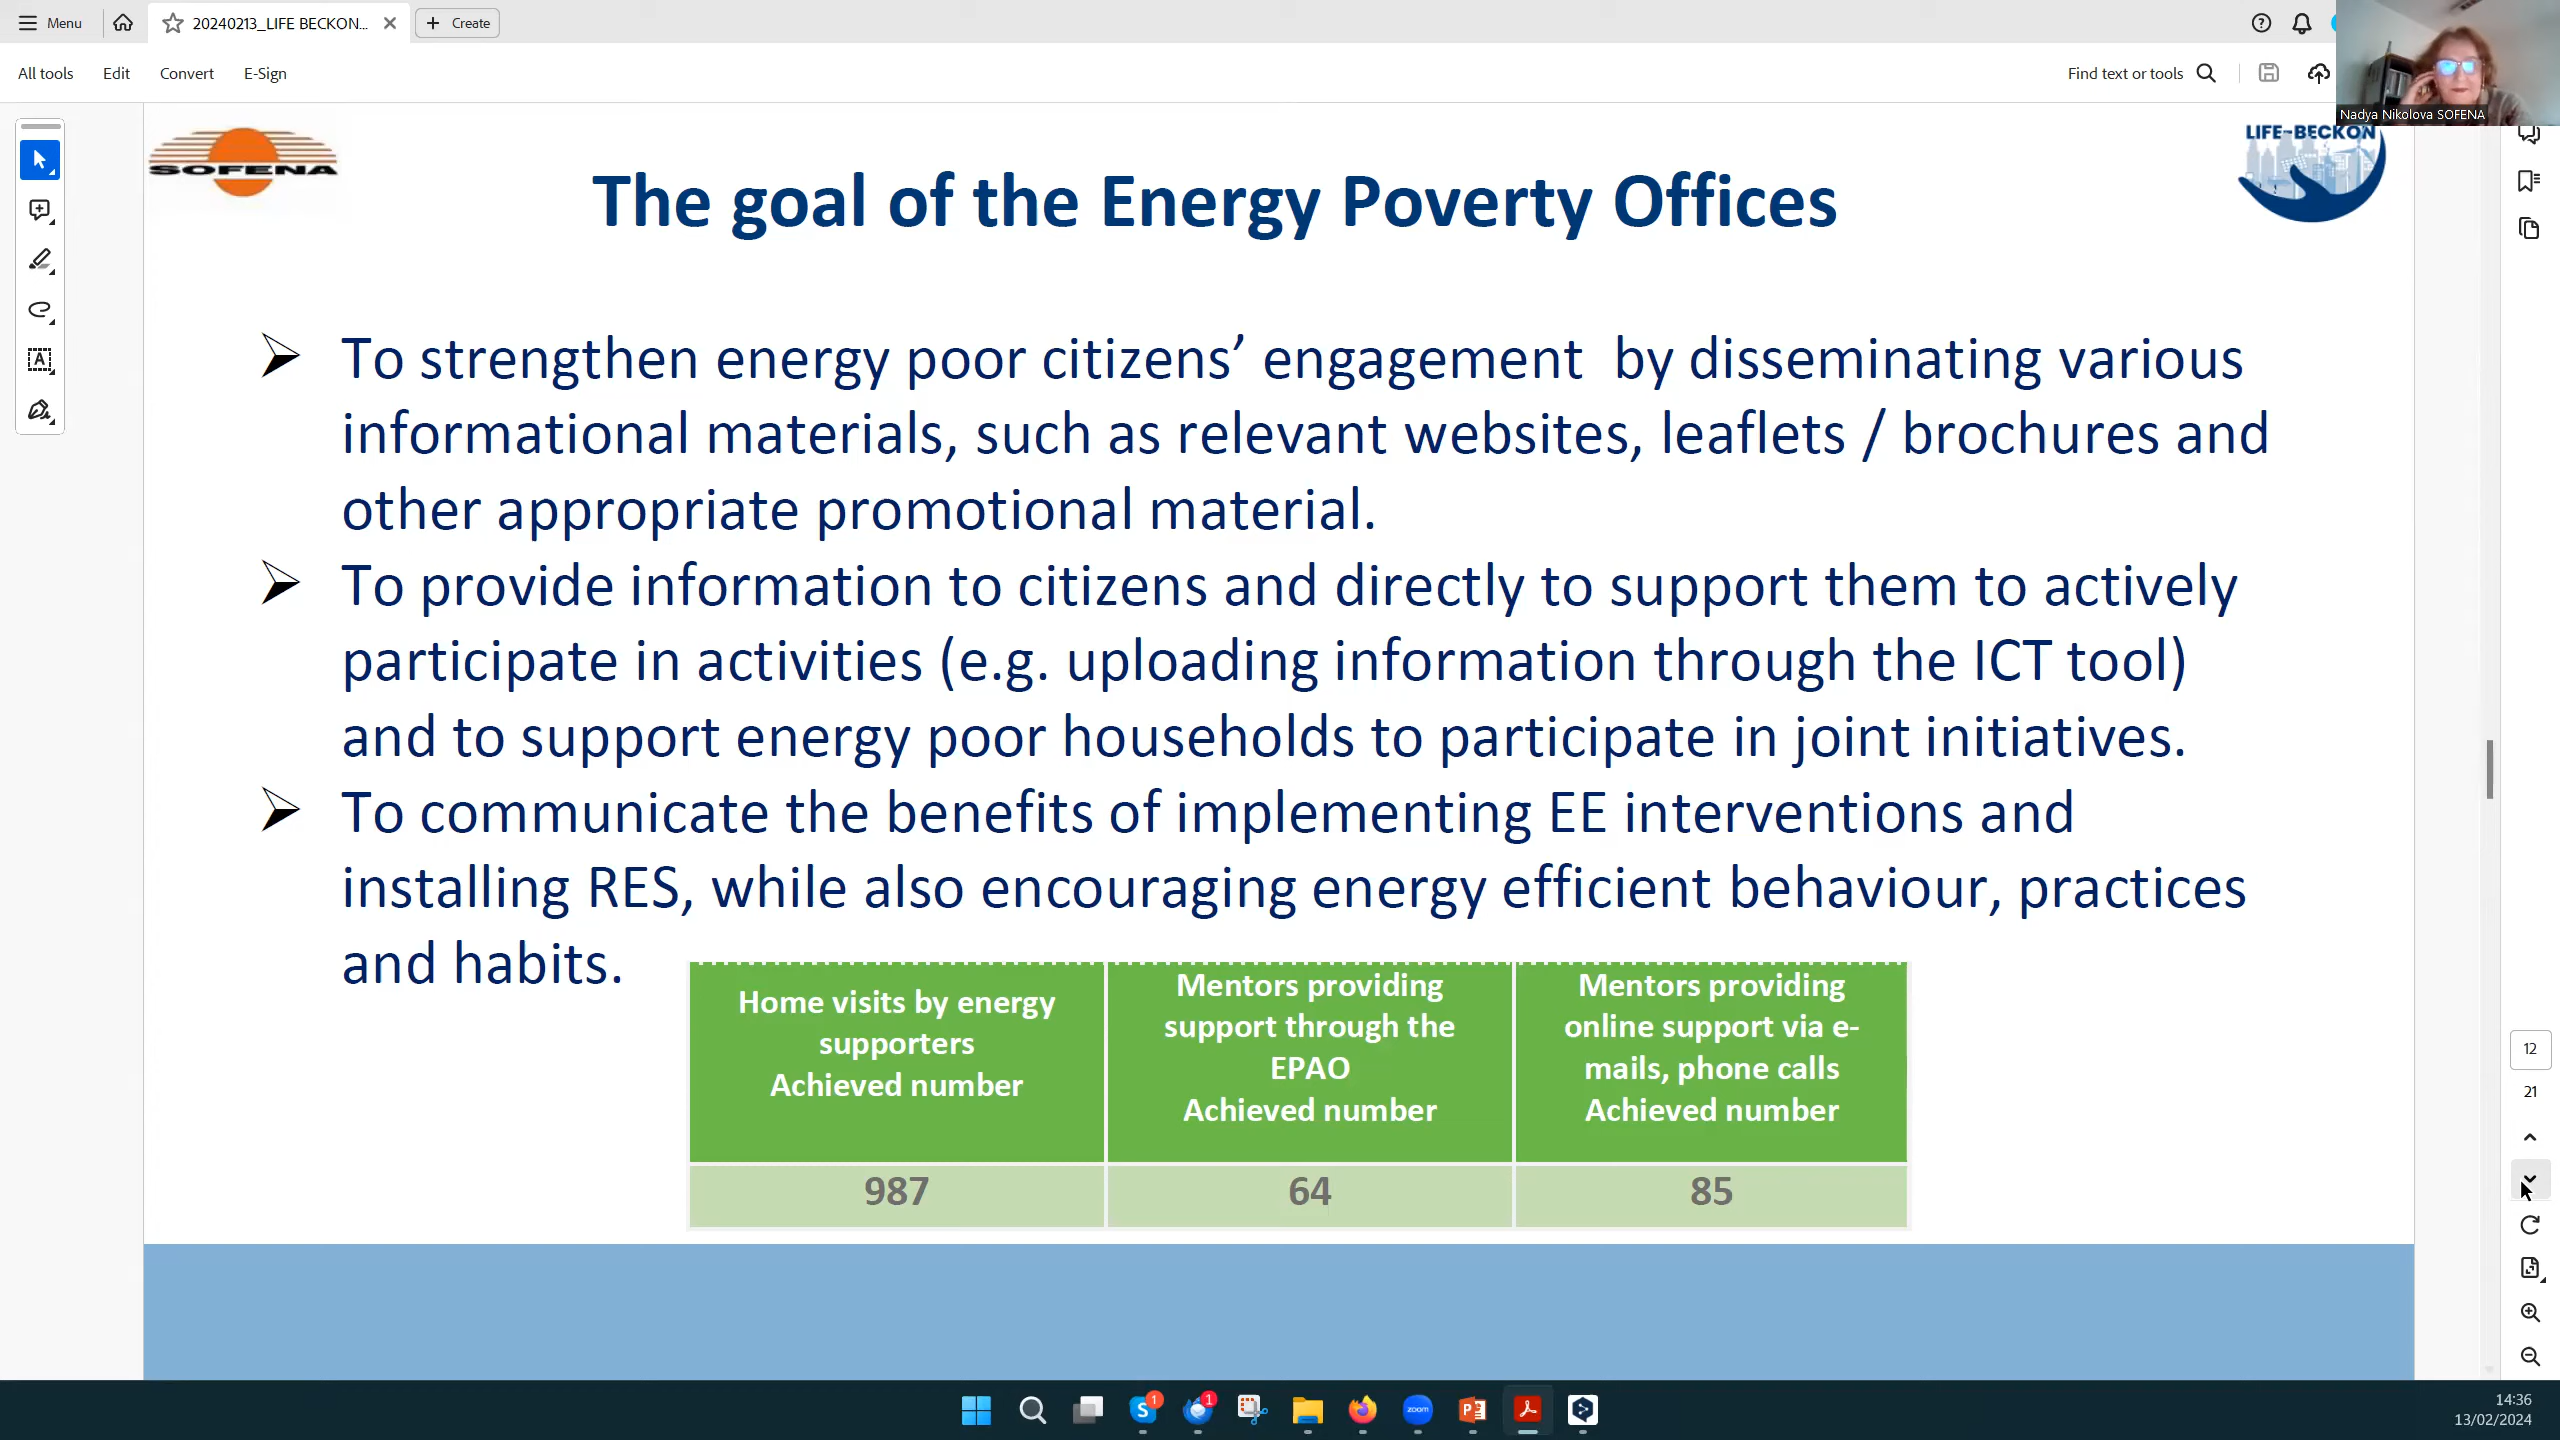 Menu
20240213_LIFE BECKON...
Create
All tools
Edit
Convert
E-Sign
Find text or tools
Nadya Nikolova SOFENA
SOFENA
LIFE-BECKON
The goal of the Energy Poverty Offices
To strengthen energy poor citizens’ engagement by disseminating various
informational materials, such as relevant websites, leaflets / brochures and
other appropriate promotional material.
To provide information to citizens and directly to support them to actively
participate in activities (e.g. uploading information through the ICT tool)
and to support energy poor households to participate in joint initiatives.
To communicate the benefits of implementing EE interventions and
installing RES, while also encouraging energy efficient behaviour, practices
and habits.
Home visits by energy
supporters
Achieved number
Mentors providing
support through the
EPAO
Achieved number
Mentors providing
online support via e-
mails, phone calls
Achieved number
987
64
85
12
21
1
1
zoom
14:36
13/02/2024